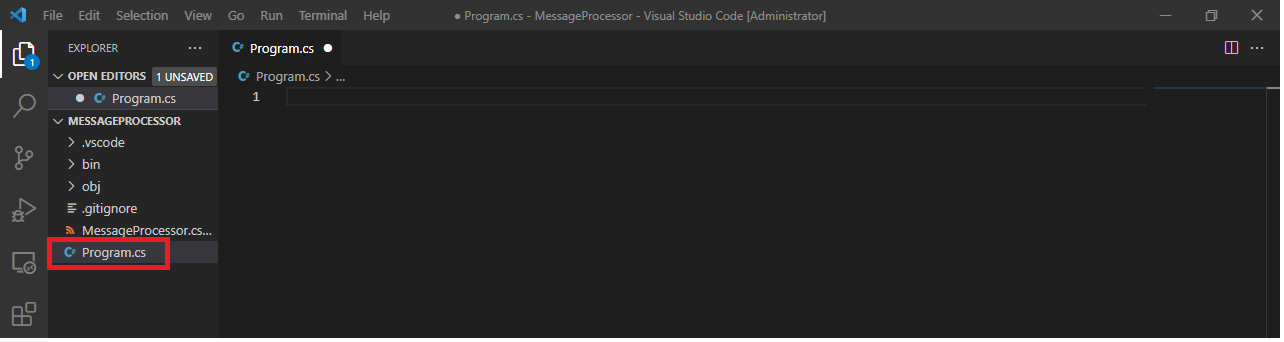 File Edit Selection View Go Run Terminal Help ● Program.cs - MessageProcessor - Visual Studio Code [Administrator]
EXPLORER ...
Program.cs ●
OPEN EDITORS 1 UNSAVED
Program.cs > ...
● C# Program.cs
1
MESSAGEPROCESSOR
> .vscode
> bin
> obj
.gitignore
MessageProcessor.cs...
C# Program.cs
1